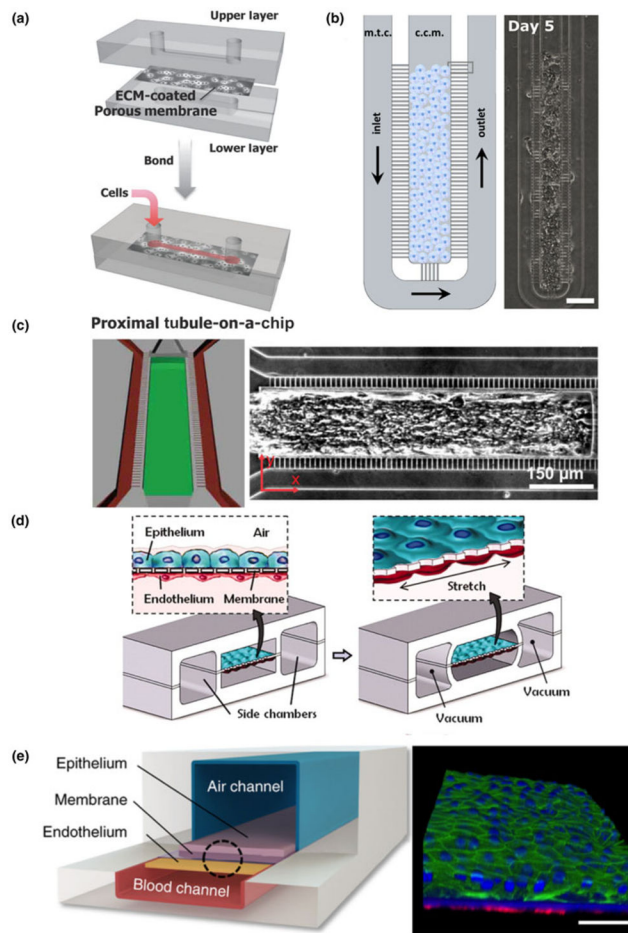 (a)
Upper layer
ECM-coated
Porous membrane
Lower layer
Bond
Cells
(b)
m.t.c.
c.c.m.
inlet
outlet
Day 5
(c)
Proximal tubule-on-a-chip
y
x
150 µm
(d)
Epithelium
Air
Endothelium
Membrane
Stretch
Side chambers
Vacuum
Vacuum
(e)
Epithelium
Membrane
Endothelium
Air channel
Blood channel